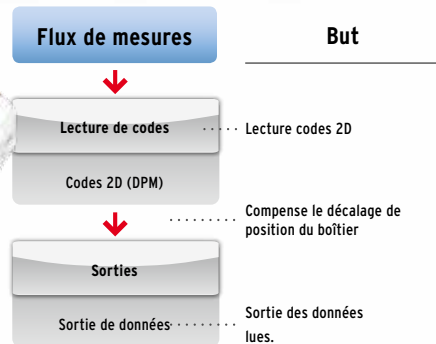 Flux de mesures
But
Lecture de codes
Lecture codes 2D
Codes 2D (DPM)
Compense le décalage de
position du boîtier
Sorties
Sortie de données
Sortie des données
lues.